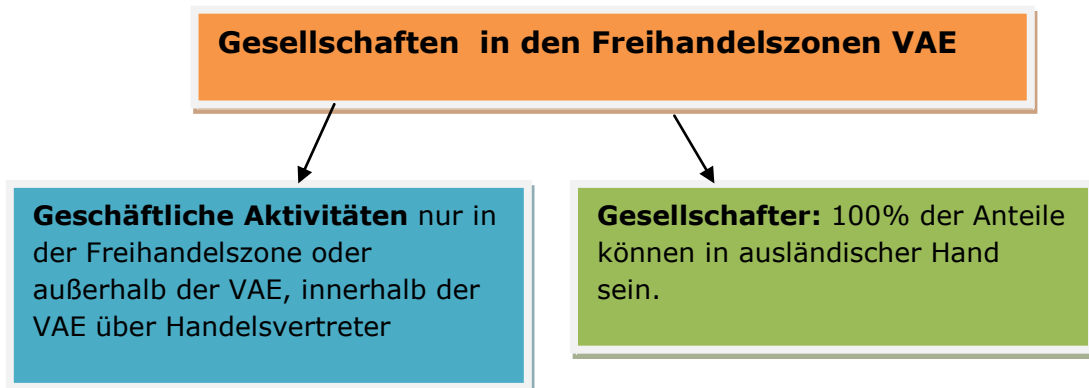 Gesellschaften in den Freihandelszonen VAE
Geschäftliche Aktivitäten nur in
der Freihandelszone oder
außerhalb der VAE, innerhalb der
VAE über Handelsvertreter
Gesellschafter: 100% der Anteile
können in ausländischer Hand
sein.